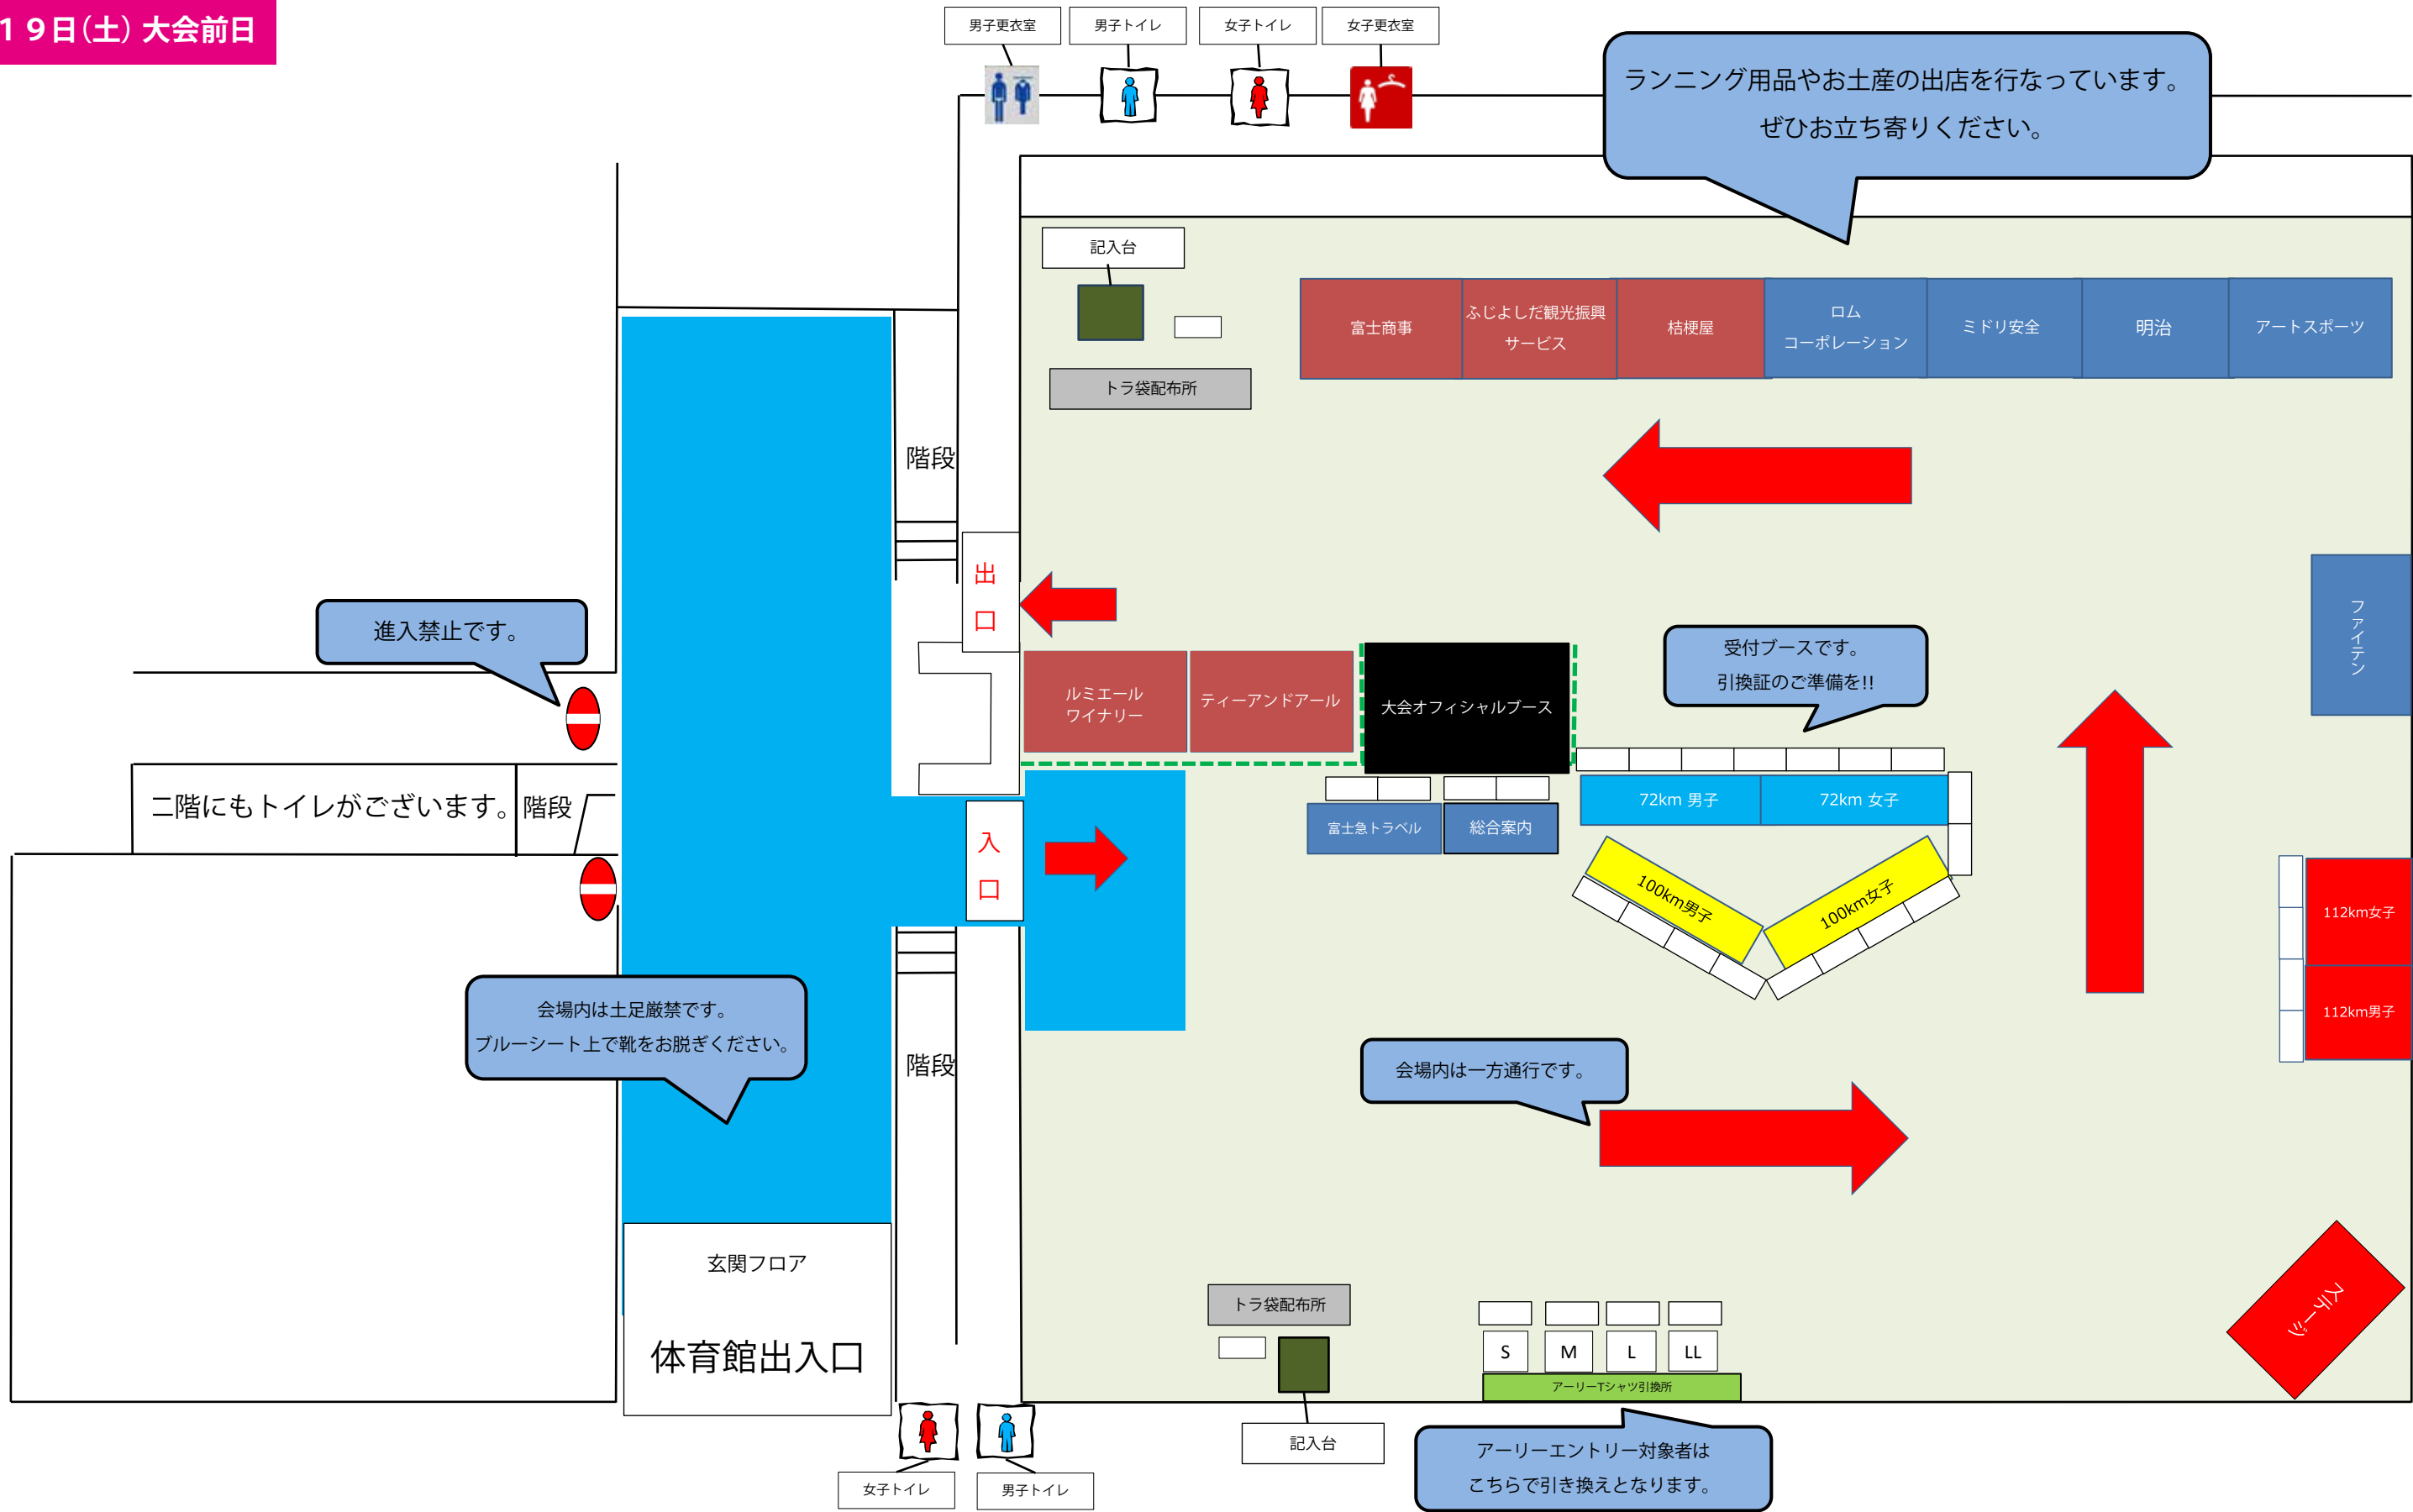 １９日(土) 大会前日
男子更衣室
男子トイレ
女子トイレ
女子更衣室
ランニング用品やお土産の出店を行なっています。
ぜひお立ち寄りください。
記入台
トラ袋配布所
富士商事
ふじよしだ観光振興
サービス
桔梗屋
ロム
コーポレーション
ミドリ安全
明治
アートスポーツ
階段
出口
ファイテン
進入禁止です。
受付ブースです。
引換証のご準備を!!
ルミエール
ワイナリー
ティーアンドアール
大会オフィシャルブース
二階にもトイレがございます。
階段
入口
富士急トラベル
総合案内
72km 男子
72km 女子
100km男子
100km女子
112km女子
112km男子
会場内は土足厳禁です。
ブルーシート上で靴をお脱ぎください。
階段
会場内は一方通行です。
玄関フロア
体育館出入口
トラ袋配布所
記入台
S
M
L
LL
アーリーTシャツ引換所
ステージ
アーリーエントリー対象者は
こちらで引き換えとなります。
女子トイレ
男子トイレ